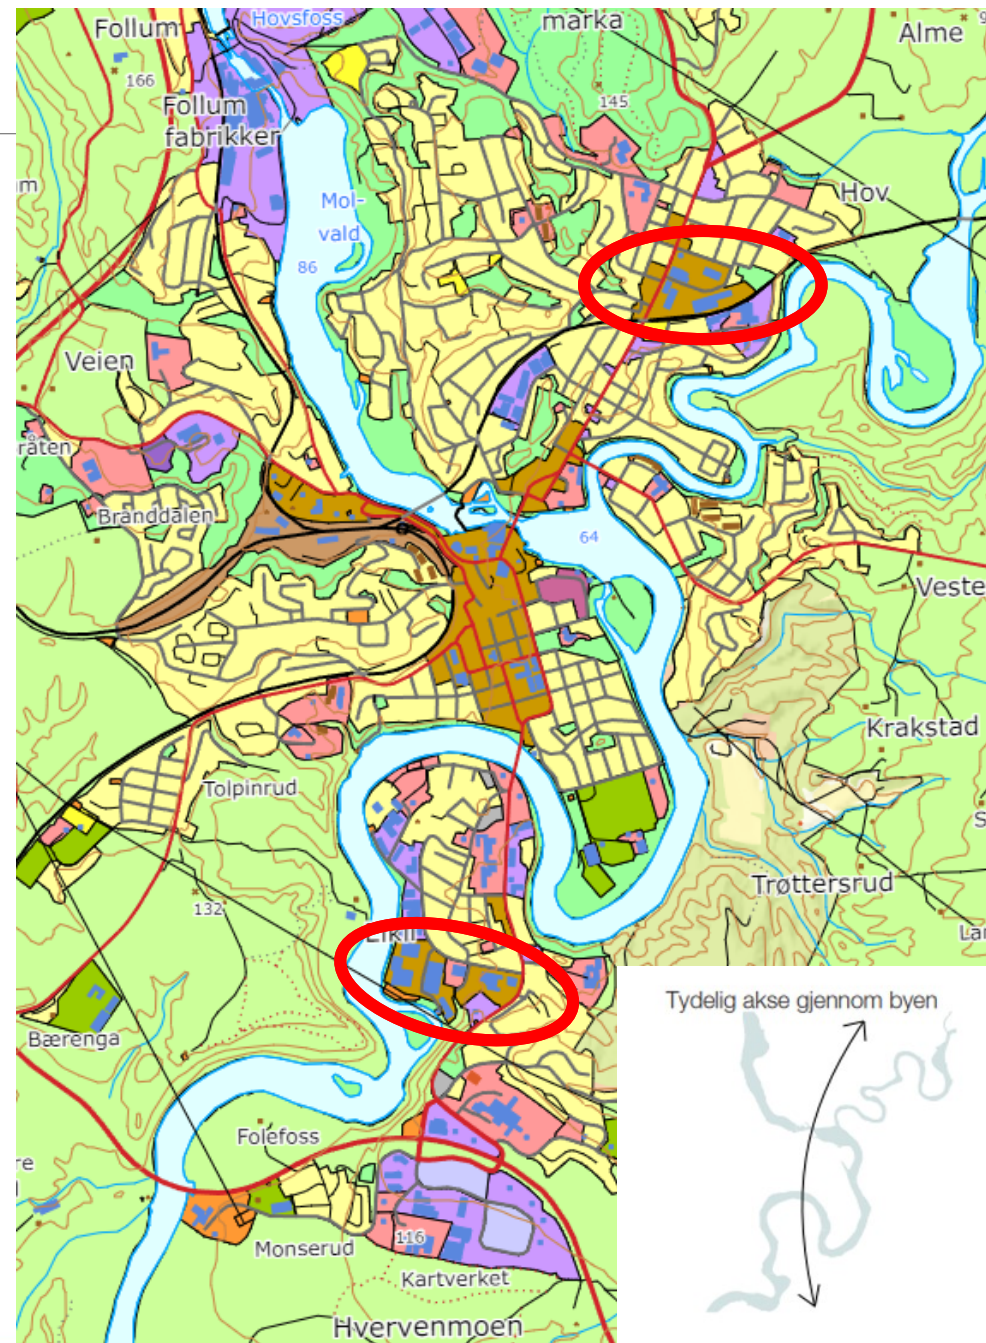 Follum
Hovsfoss
marka
Alme
166
145
Follum
fabrikker
Hov
Mol-
vald
86
Veien
råten
Branddalen
64
Veste
Krakstad
Tolpinrud
Trøttersrud
132
Bærenga
Tydelig akse gjennom byen
Folefoss
re
Monserud
116
Kartverket
Hvervenmoen